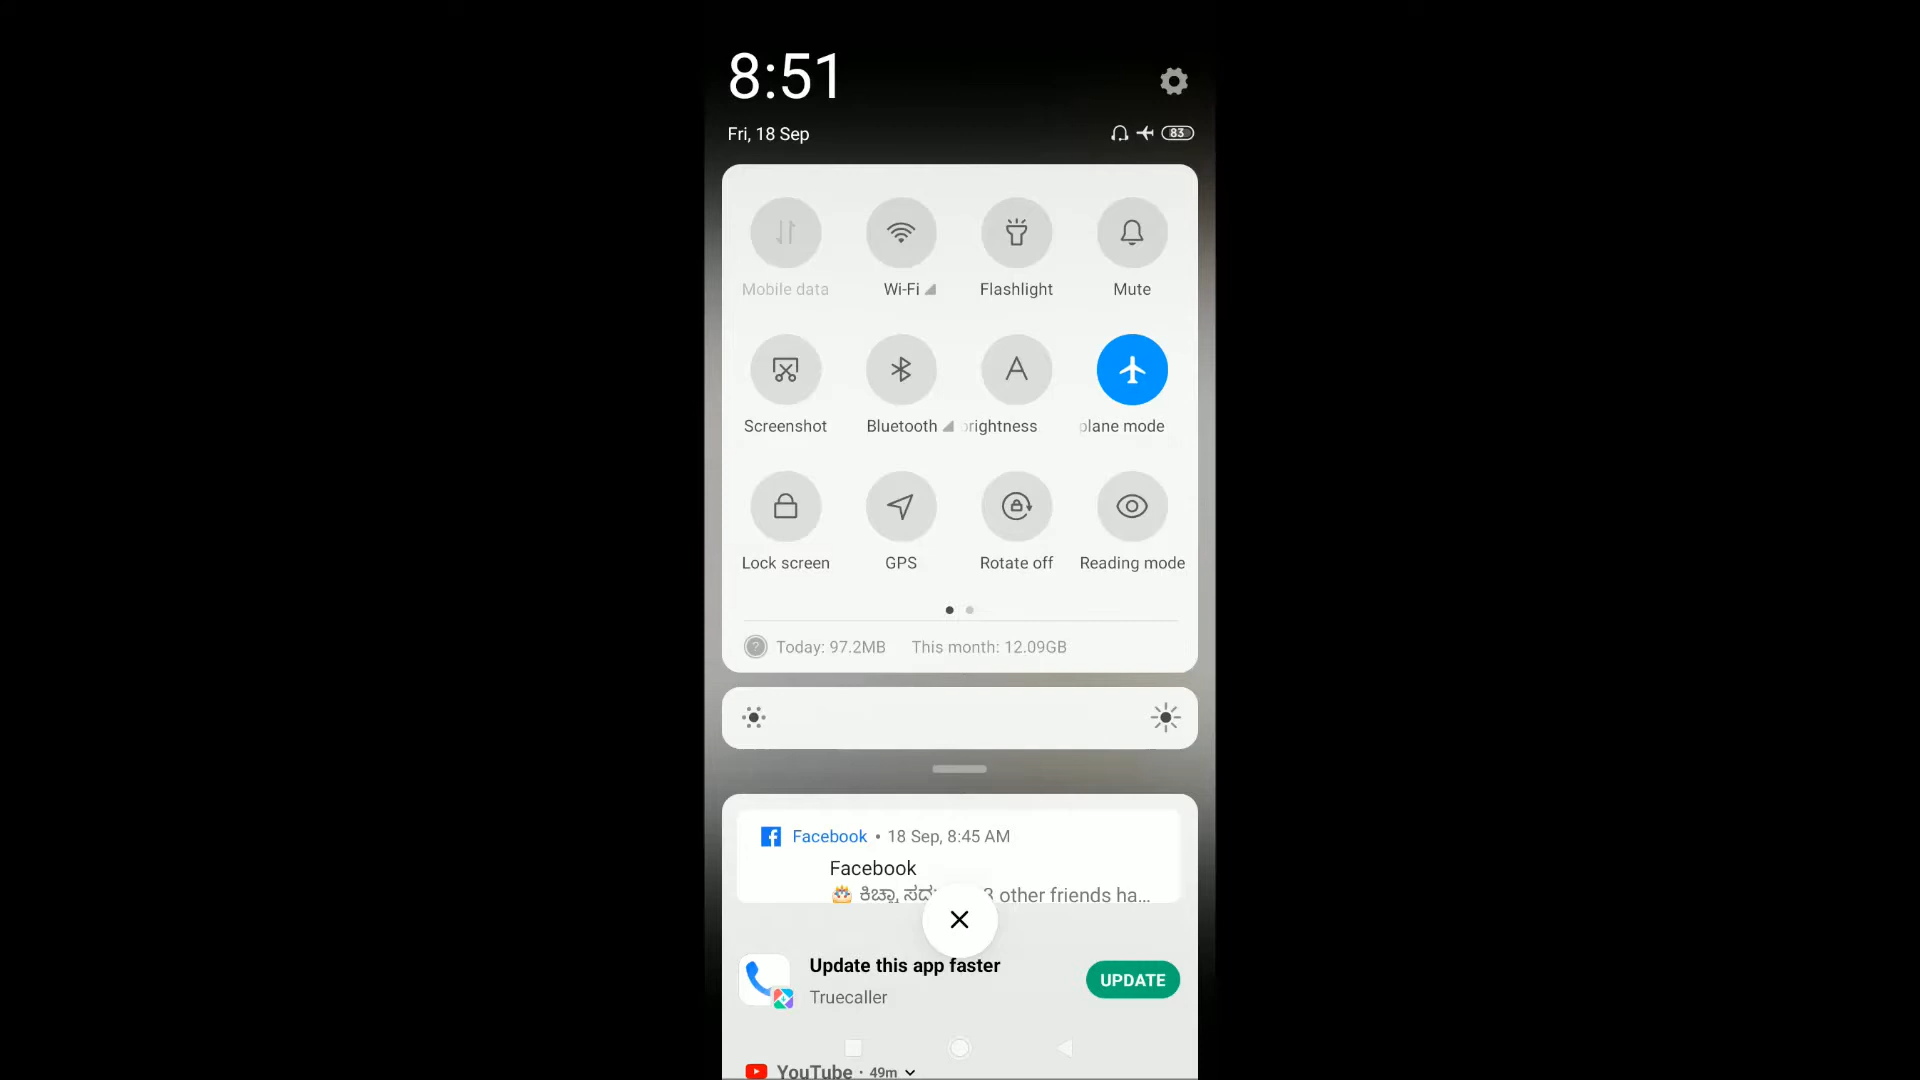 8:51
Fri, 18 Sep
83
Mobile data
Wi-Fi
Flashlight
Mute
Screenshot
Bluetooth
rightness
plane mode
Lock screen
GPS
Rotate off
Reading mode
Today: 97.2MB This month: 12.09GB
Facebook • 18 Sep, 8:45 AM
Facebook
ಕಿಚ್ಚಾ 3 other friends ha...
Update this app faster
Truecaller
UPDATE
YouTube · 49m